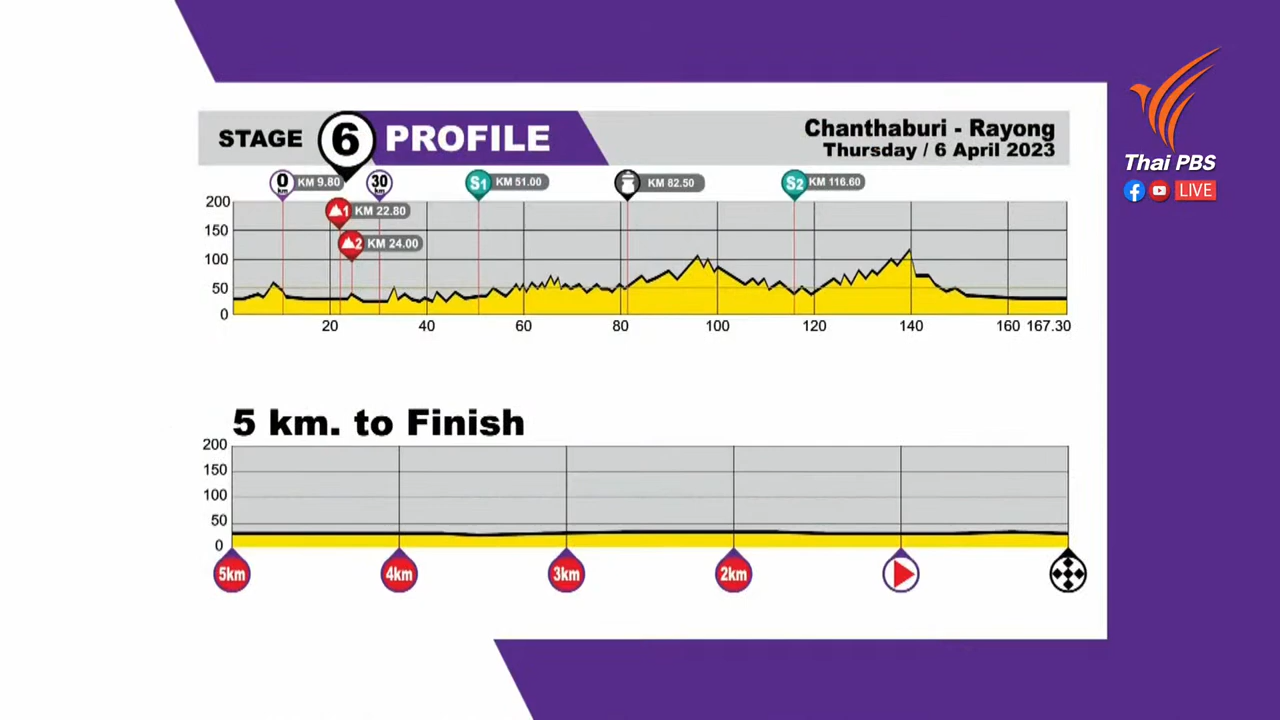 STAGE 6 PROFILE
Chanthaburi - Rayong
Thursday / 6 April 2023
Thai PBS
LIVE
0 km KM 9.80
30 km
S1 KM 51.00
KM 82.50
S2 KM 116.60
1 KM 22.80
2 KM 24.00
200
150
100
50
0
20 40 60 80 100 120 140 160 167.30
5 km. to Finish
200
150
100
50
0
5km 4km 3km 2km